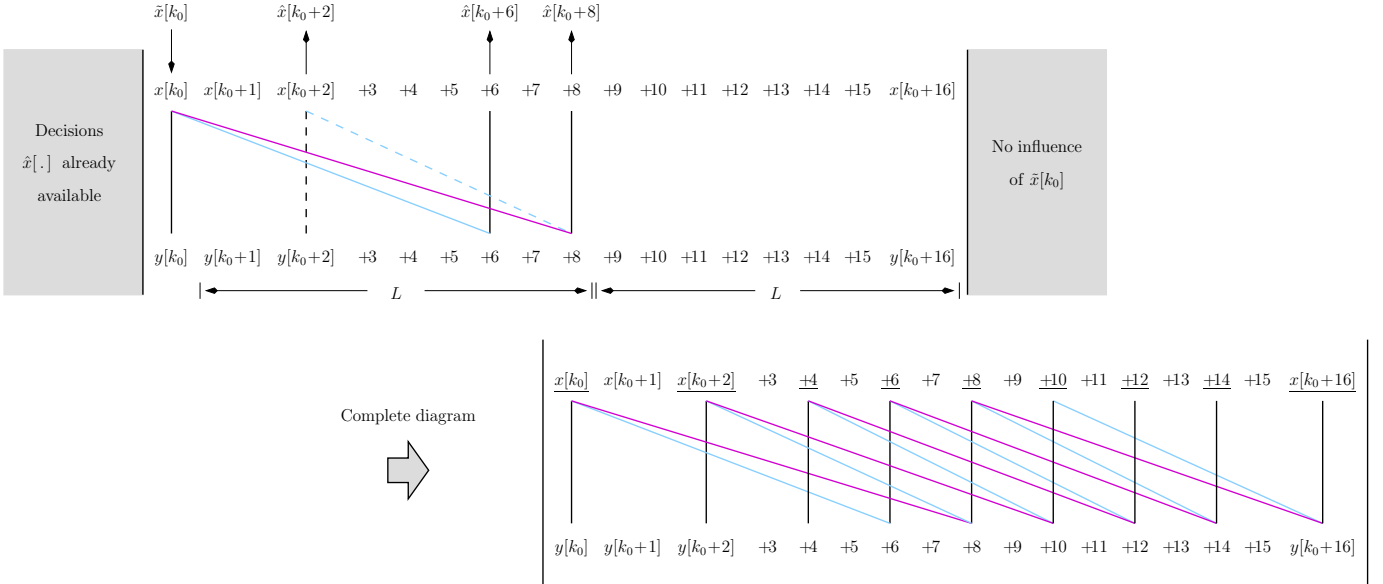 x̃[k₀] x̂[k₀+2] x̂[k₀+6] x̂[k₀+8]
x[k₀] x[k₀+1] x[k₀+2] +3 +4 +5 +6 +7 +8 +9 +10 +11 +12 +13 +14 +15 x[k₀+16]
Decisions
x̂[.] already
available
No influence
of x̃[k₀]
y[k₀] y[k₀+1] y[k₀+2] +3 +4 +5 +6 +7 +8 +9 +10 +11 +12 +13 +14 +15 y[k₀+16]
L L
Complete diagram
x[k₀] x[k₀+1] x[k₀+2] +3 +4 +5 +6 +7 +8 +9 +10 +11 +12 +13 +14 +15 x[k₀+16]
y[k₀] y[k₀+1] y[k₀+2] +3 +4 +5 +6 +7 +8 +9 +10 +11 +12 +13 +14 +15 y[k₀+16]